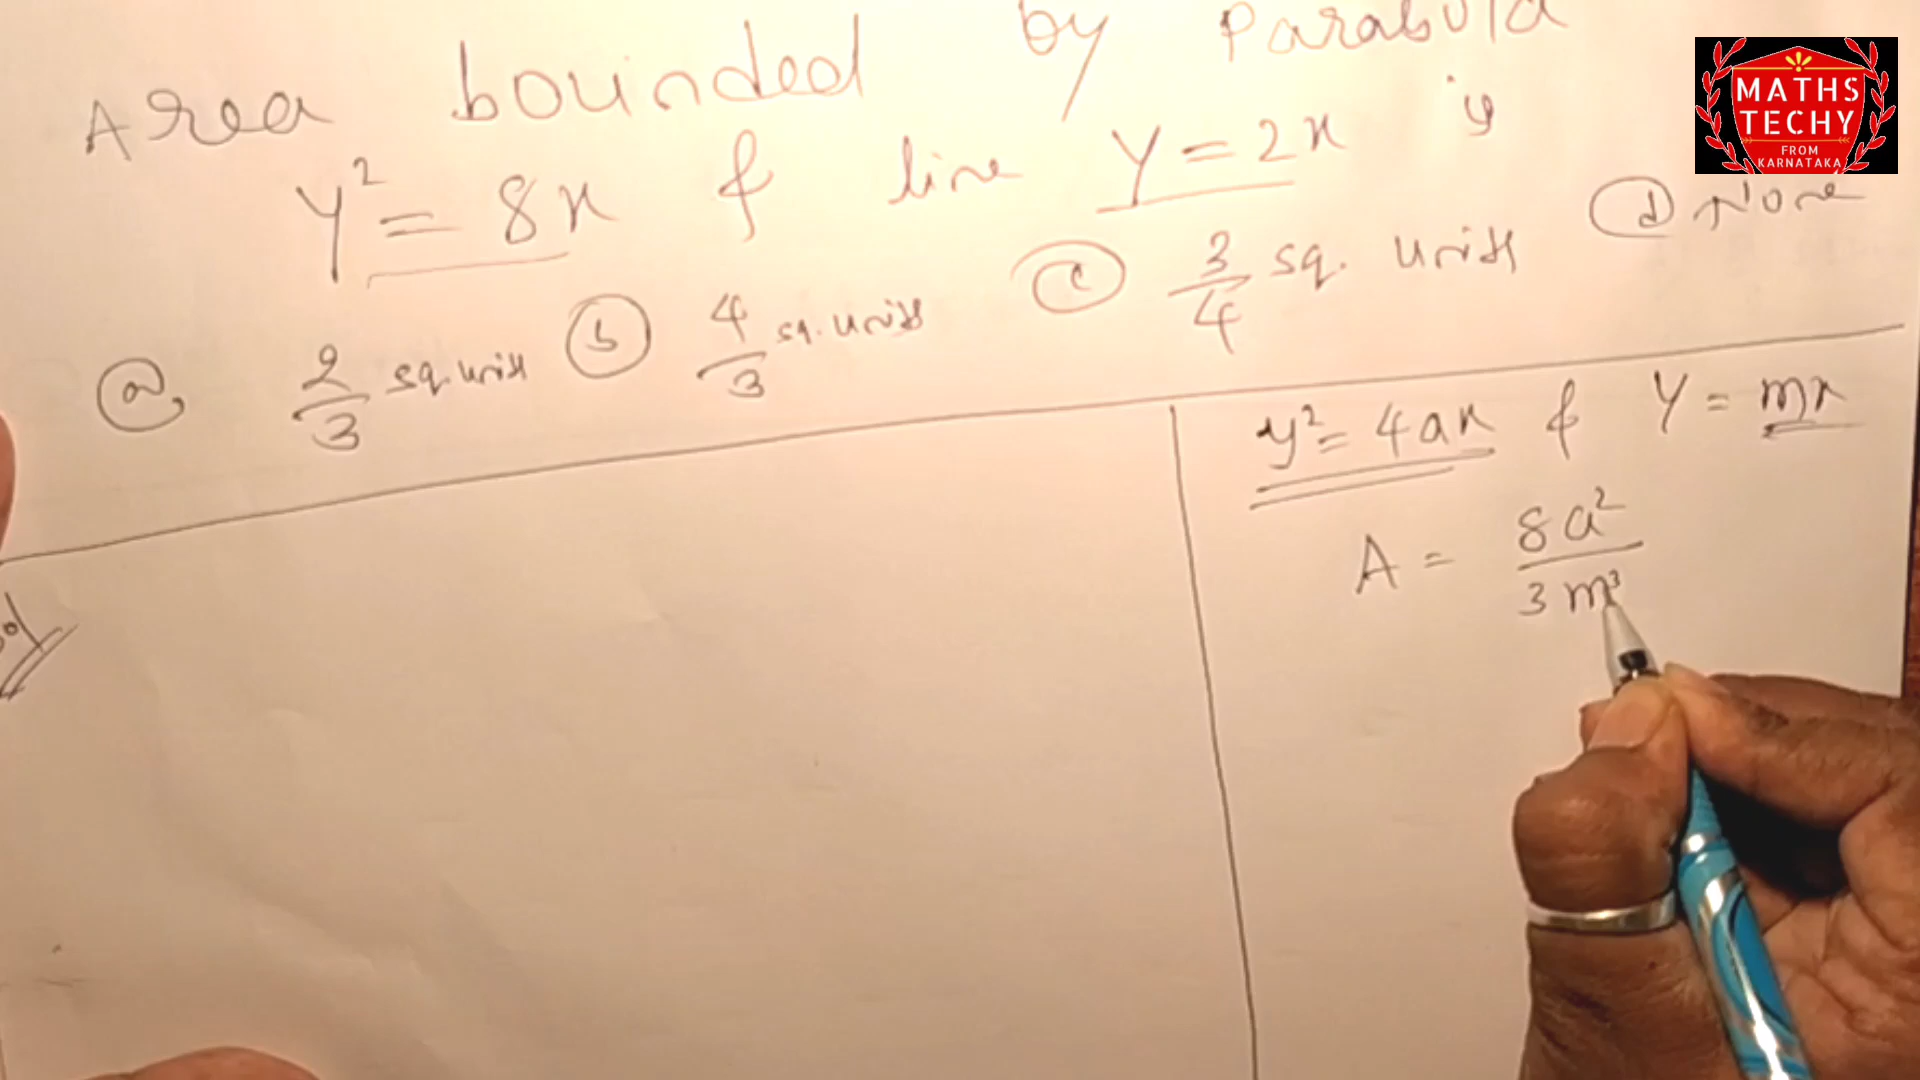 Area bounded by Parabola
y² = 8x & line y = 2x is
(a) 2/3 sq. units (b) 4/3 sq. units (c) 3/4 sq. units (d) None
y² = 4ax & y = mx
A = 8a²/3m³
Sol
MATHS
TECHY
FROM
KARNATAKA